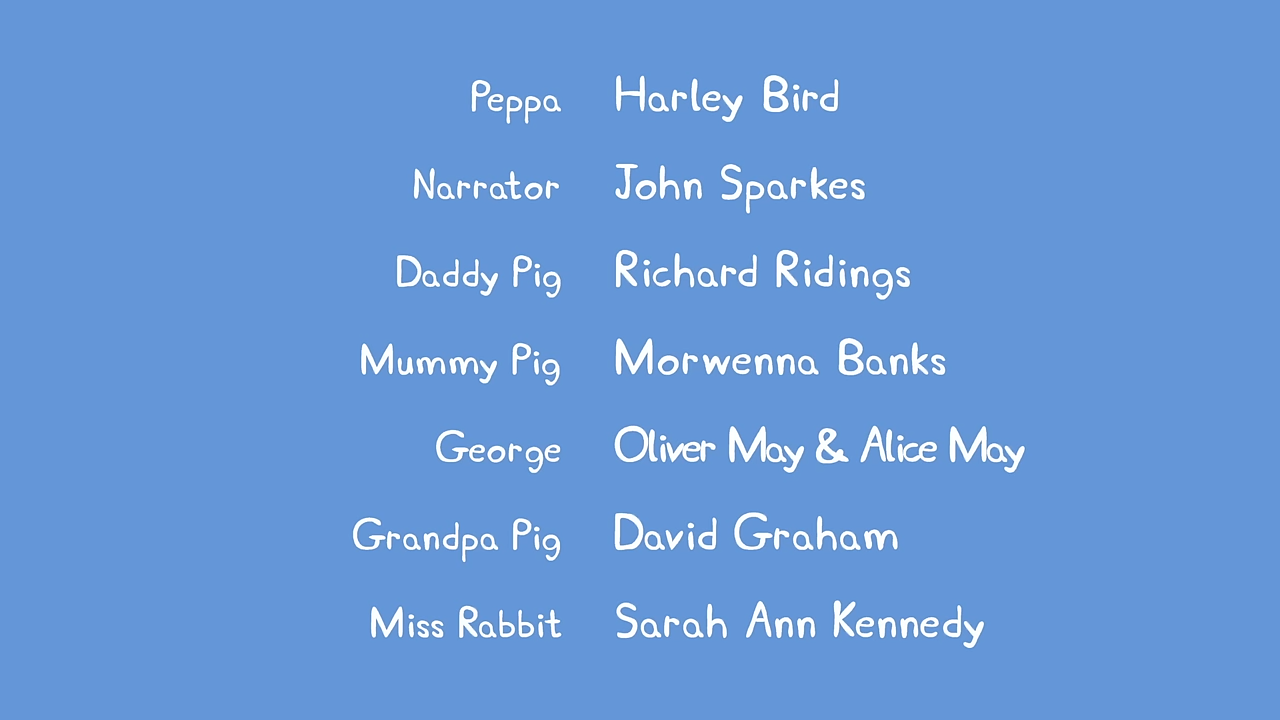 Peppa Harley Bird
Narrator John Sparkes
Daddy Pig Richard Ridings
Mummy Pig Morwenna Banks
George Oliver May & Alice May
Grandpa Pig David Graham
Miss Rabbit Sarah Ann Kennedy